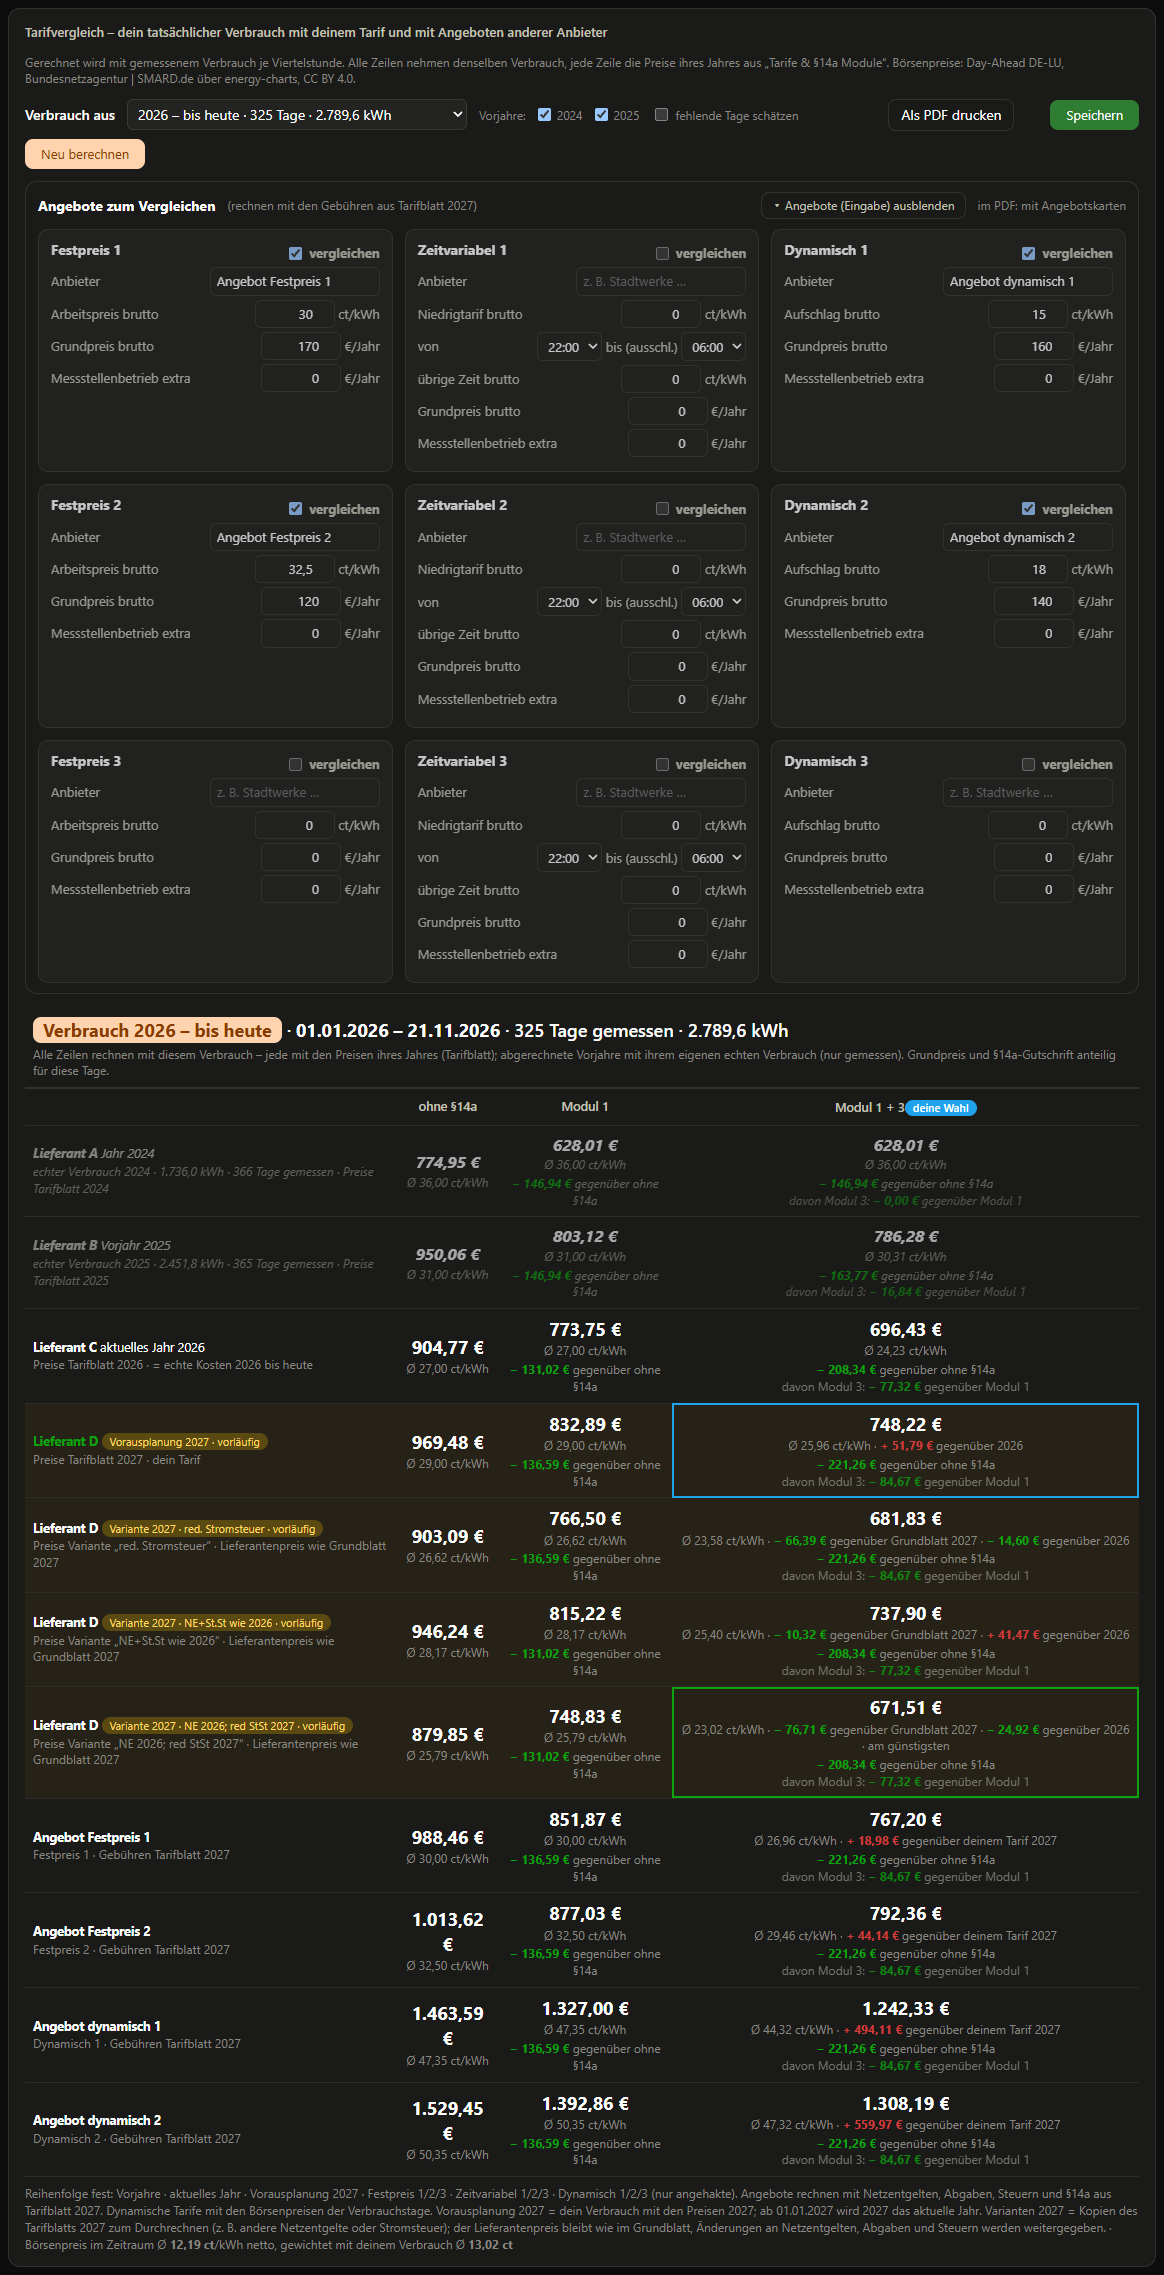 Tarifvergleich – dein tatsächlicher Verbrauch mit deinem Tarif und mit Angeboten anderer Anbieter
Gerechnet wird mit gemessenem Verbrauch je Viertelstunde. Alle Zeilen nehmen denselben Verbrauch, jede Zeile die Preise ihres Jahres aus „Tarife & §14a Module“. Börsenpreise: Day-Ahead DE-LU,
Bundesnetzagentur | SMARD.de über energy-charts, CC BY 4.0.
Verbrauch aus 2026 – bis heute · 325 Tage · 2.789,6 kWh Vorjahre: 2024 2025 fehlende Tage schätzen Als PDF drucken Speichern
Neu berechnen
Angebote zum Vergleichen (rechnen mit den Gebühren aus Tarifblatt 2027) Angebote (Eingabe) ausblenden im PDF: mit Angebotskarten
Festpreis 1 vergleichen
Anbieter Angebot Festpreis 1
Arbeitspreis brutto 30 ct/kWh
Grundpreis brutto 170 €/Jahr
Messstellenbetrieb extra 0 €/Jahr
Zeitvariabel 1 vergleichen
Anbieter z. B. Stadtwerke ...
Niedrigtarif brutto 0 ct/kWh
von 22:00 bis (ausschl.) 06:00
übrige Zeit brutto 0 ct/kWh
Grundpreis brutto 0 €/Jahr
Messstellenbetrieb extra 0 €/Jahr
Dynamisch 1 vergleichen
Anbieter Angebot dynamisch 1
Aufschlag brutto 15 ct/kWh
Grundpreis brutto 160 €/Jahr
Messstellenbetrieb extra 0 €/Jahr
Festpreis 2 vergleichen
Anbieter Angebot Festpreis 2
Arbeitspreis brutto 32,5 ct/kWh
Grundpreis brutto 120 €/Jahr
Messstellenbetrieb extra 0 €/Jahr
Zeitvariabel 2 vergleichen
Anbieter z. B. Stadtwerke ...
Niedrigtarif brutto 0 ct/kWh
von 22:00 bis (ausschl.) 06:00
übrige Zeit brutto 0 ct/kWh
Grundpreis brutto 0 €/Jahr
Messstellenbetrieb extra 0 €/Jahr
Dynamisch 2 vergleichen
Anbieter Angebot dynamisch 2
Aufschlag brutto 18 ct/kWh
Grundpreis brutto 140 €/Jahr
Messstellenbetrieb extra 0 €/Jahr
Festpreis 3 vergleichen
Anbieter z. B. Stadtwerke ...
Arbeitspreis brutto 0 ct/kWh
Grundpreis brutto 0 €/Jahr
Messstellenbetrieb extra 0 €/Jahr
Zeitvariabel 3 vergleichen
Anbieter z. B. Stadtwerke ...
Niedrigtarif brutto 0 ct/kWh
von 22:00 bis (ausschl.) 06:00
übrige Zeit brutto 0 ct/kWh
Grundpreis brutto 0 €/Jahr
Messstellenbetrieb extra 0 €/Jahr
Dynamisch 3 vergleichen
Anbieter z. B. Stadtwerke ...
Aufschlag brutto 0 ct/kWh
Grundpreis brutto 0 €/Jahr
Messstellenbetrieb extra 0 €/Jahr
Verbrauch 2026 – bis heute · 01.01.2026 – 21.11.2026 · 325 Tage gemessen · 2.789,6 kWh
Alle Zeilen rechnen mit diesem Verbrauch – jede mit den Preisen ihres Jahres (Tarifblatt); abgerechnete Vorjahre mit ihrem eigenen echten Verbrauch (nur gemessen). Grundpreis und §14a-Gutschrift anteilig
für diese Tage.
ohne §14a Modul 1 Modul 1 + 3 deine Wahl
Lieferant A Jahr 2024
echter Verbrauch 2024 · 1.736,0 kWh · 366 Tage gemessen · Preise
Tarifblatt 2024
774,95 €
Ø 36,00 ct/kWh
628,01 €
Ø 36,00 ct/kWh
– 146,94 € gegenüber ohne
§14a
628,01 €
Ø 36,00 ct/kWh
– 146,94 € gegenüber ohne §14a
davon Modul 3: – 0,00 € gegenüber Modul 1
Lieferant B Vorjahr 2025
echter Verbrauch 2025 · 2.451,8 kWh · 365 Tage gemessen · Preise
Tarifblatt 2025
950,06 €
Ø 31,00 ct/kWh
803,12 €
Ø 31,00 ct/kWh
– 146,94 € gegenüber ohne
§14a
786,28 €
Ø 30,31 ct/kWh
– 163,77 € gegenüber ohne §14a
davon Modul 3: – 16,84 € gegenüber Modul 1
Lieferant C aktuelles Jahr 2026
Preise Tarifblatt 2026 · = echte Kosten 2026 bis heute
904,77 €
Ø 27,00 ct/kWh
773,75 €
Ø 27,00 ct/kWh
– 131,02 € gegenüber ohne
§14a
696,43 €
Ø 24,23 ct/kWh
– 208,34 € gegenüber ohne §14a
davon Modul 3: – 77,32 € gegenüber Modul 1
Lieferant D Vorausplanung 2027 · vorläufig
Preise Tarifblatt 2027 · dein Tarif
969,48 €
Ø 29,00 ct/kWh
832,89 €
Ø 29,00 ct/kWh
– 136,59 € gegenüber ohne
§14a
748,22 €
Ø 25,96 ct/kWh · + 51,79 € gegenüber 2026
– 221,26 € gegenüber ohne §14a
davon Modul 3: – 84,67 € gegenüber Modul 1
Lieferant D Variante 2027 · red. Stromsteuer · vorläufig
Preise Variante „red. Stromsteuer“ · Lieferantenpreis wie Grundblatt
2027
903,09 €
Ø 26,62 ct/kWh
766,50 €
Ø 26,62 ct/kWh
– 136,59 € gegenüber ohne
§14a
681,83 €
Ø 23,58 ct/kWh · – 66,39 € gegenüber Grundblatt 2027 · – 14,60 € gegenüber 2026
– 221,26 € gegenüber ohne §14a
davon Modul 3: – 84,67 € gegenüber Modul 1
Lieferant D Variante 2027 · NE+St.St wie 2026 · vorläufig
Preise Variante „NE+St.St wie 2026“ · Lieferantenpreis wie
Grundblatt 2027
946,24 €
Ø 28,17 ct/kWh
815,22 €
Ø 28,17 ct/kWh
– 131,02 € gegenüber ohne
§14a
737,90 €
Ø 25,40 ct/kWh · – 10,32 € gegenüber Grundblatt 2027 · + 41,47 € gegenüber 2026
– 208,34 € gegenüber ohne §14a
davon Modul 3: – 77,32 € gegenüber Modul 1
Lieferant D Variante 2027 · NE 2026; red StSt 2027 · vorläufig
Preise Variante „NE 2026; red StSt 2027“ · Lieferantenpreis wie
Grundblatt 2027
879,85 €
Ø 25,79 ct/kWh
748,83 €
Ø 25,79 ct/kWh
– 131,02 € gegenüber ohne
§14a
671,51 €
Ø 23,02 ct/kWh · – 76,71 € gegenüber Grundblatt 2027 · – 24,92 € gegenüber 2026
· am günstigsten
– 208,34 € gegenüber ohne §14a
davon Modul 3: – 77,32 € gegenüber Modul 1
Angebot Festpreis 1
Festpreis 1 · Gebühren Tarifblatt 2027
988,46 €
Ø 30,00 ct/kWh
851,87 €
Ø 30,00 ct/kWh
– 136,59 € gegenüber ohne
§14a
767,20 €
Ø 26,96 ct/kWh · + 18,98 € gegenüber deinem Tarif 2027
– 221,26 € gegenüber ohne §14a
davon Modul 3: – 84,67 € gegenüber Modul 1
Angebot Festpreis 2
Festpreis 2 · Gebühren Tarifblatt 2027
1.013,62
€
Ø 32,50 ct/kWh
877,03 €
Ø 32,50 ct/kWh
– 136,59 € gegenüber ohne
§14a
792,36 €
Ø 29,46 ct/kWh · + 44,14 € gegenüber deinem Tarif 2027
– 221,26 € gegenüber ohne §14a
davon Modul 3: – 84,67 € gegenüber Modul 1
Angebot dynamisch 1
Dynamisch 1 · Gebühren Tarifblatt 2027
1.463,59
€
Ø 47,35 ct/kWh
1.327,00 €
Ø 47,35 ct/kWh
– 136,59 € gegenüber ohne
§14a
1.242,33 €
Ø 44,32 ct/kWh · + 494,11 € gegenüber deinem Tarif 2027
– 221,26 € gegenüber ohne §14a
davon Modul 3: – 84,67 € gegenüber Modul 1
Angebot dynamisch 2
Dynamisch 2 · Gebühren Tarifblatt 2027
1.529,45
€
Ø 50,35 ct/kWh
1.392,86 €
Ø 50,35 ct/kWh
– 136,59 € gegenüber ohne
§14a
1.308,19 €
Ø 47,32 ct/kWh · + 559,97 € gegenüber deinem Tarif 2027
– 221,26 € gegenüber ohne §14a
davon Modul 3: – 84,67 € gegenüber Modul 1
Reihenfolge fest: Vorjahre · aktuelles Jahr · Vorausplanung 2027 · Festpreis 1/2/3 · Zeitvariabel 1/2/3 · Dynamisch 1/2/3 (nur angehakte). Angebote rechnen mit Netzentgelten, Abgaben, Steuern und §14a aus
Tarifblatt 2027. Dynamische Tarife mit den Börsenpreisen der Verbrauchstage. Vorausplanung 2027 = dein Verbrauch mit den Preisen 2027; ab 01.01.2027 wird 2027 das aktuelle Jahr. Varianten 2027 = Kopien des
Tarifblatts 2027 zum Durchrechnen (z. B. andere Netzentgelte oder Stromsteuer); der Lieferantenpreis bleibt wie im Grundblatt, Änderungen an Netzentgelten, Abgaben und Steuern werden weitergegeben. ·
Börsenpreis im Zeitraum Ø 12,19 ct/kWh netto, gewichtet mit deinem Verbrauch Ø 13,02 ct